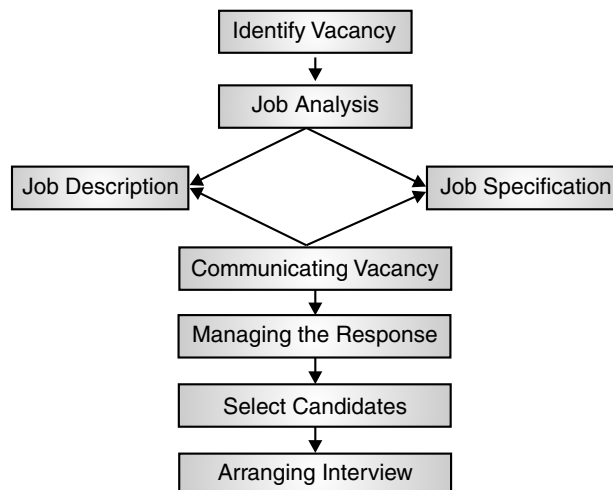 Identify Vacancy
Job Analysis
Job Description
Job Specification
Communicating Vacancy
Managing the Response
Select Candidates
Arranging Interview